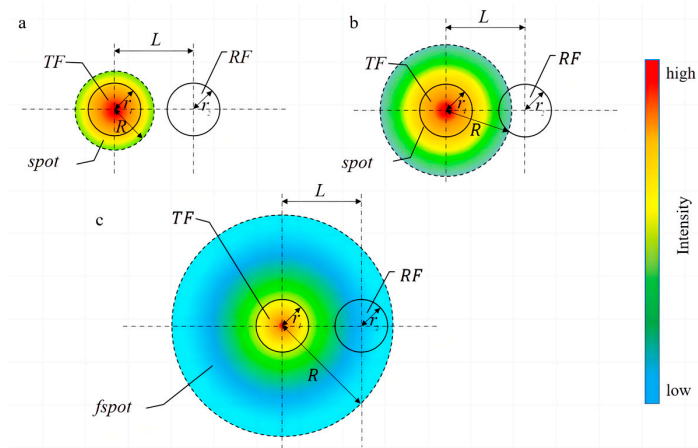 a
L
TF
RF
r₁
r₂
R
spot
b
L
TF
RF
r₁
r₂
R
spot
c
L
TF
RF
r₁
r₂
R
fspot
high
Intensity
low